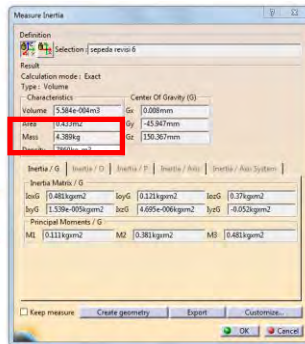 Measure Inertia
Definition
Selection : sepeda revisi 6
Result
Calculation mode : Exact
Type : Volume
Characteristics Center Of Gravity (G)
Volume 5.584e-004m3 Gx 0.008mm
Area 0.433m2 Gy -45.947mm
Mass 4.389kg Gz 150.367mm
Density
Inertia / G Inertia / O Inertia / P Inertia / Axis Inertia / Axis System
Inertia Matrix / G
IoxG 0.481kgxm2 IoyG 0.121kgxm2 IozG 0.37kgxm2
IxyG 1.539e-005kgxm2 IxzG 4.695e-006kgxm2 IyzG -0.052kgxm2
Principal Moments / G
M1 0.111kgxm2 M2 0.381kgxm2 M3 0.481kgxm2
Keep measure Create geometry Export Customize...
OK Cancel